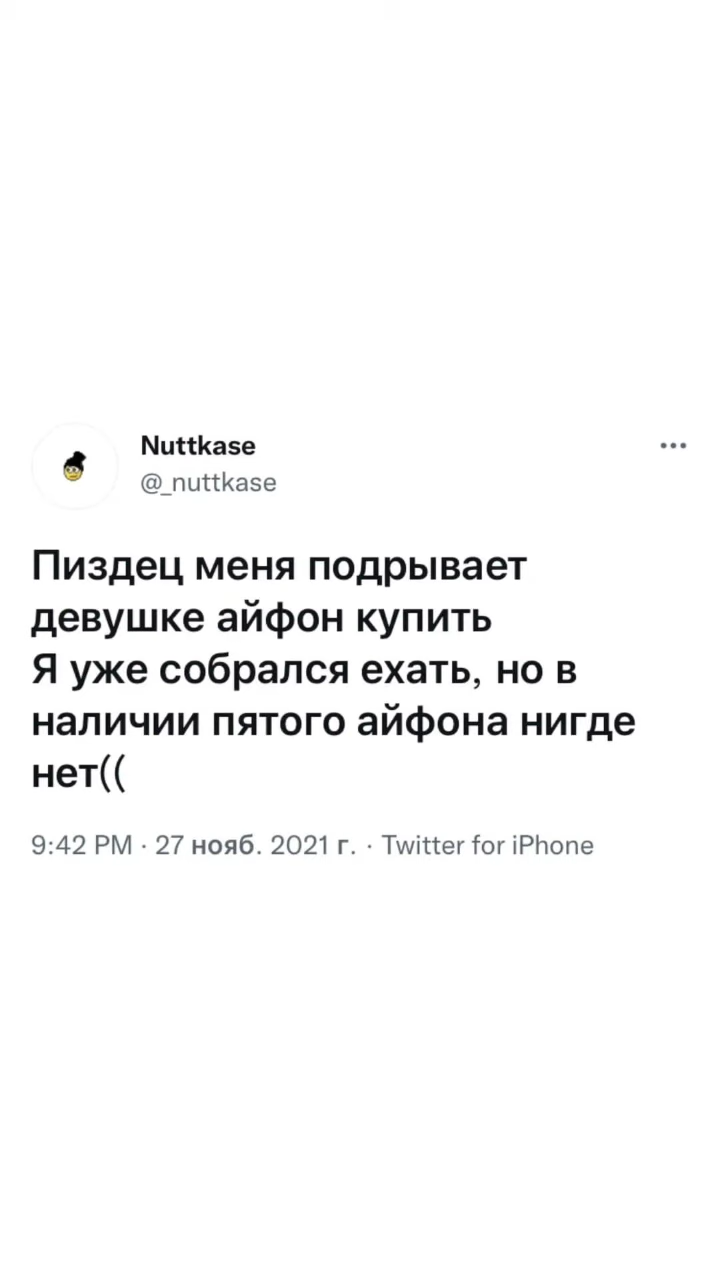 Nuttkase
@_nuttkase
Пиздец меня подрывает
девушке айфон купить
Я уже собрался ехать, но в
наличии пятого айфона нигде
нет((
9:42 PM · 27 нояб. 2021 г. · Twitter for iPhone